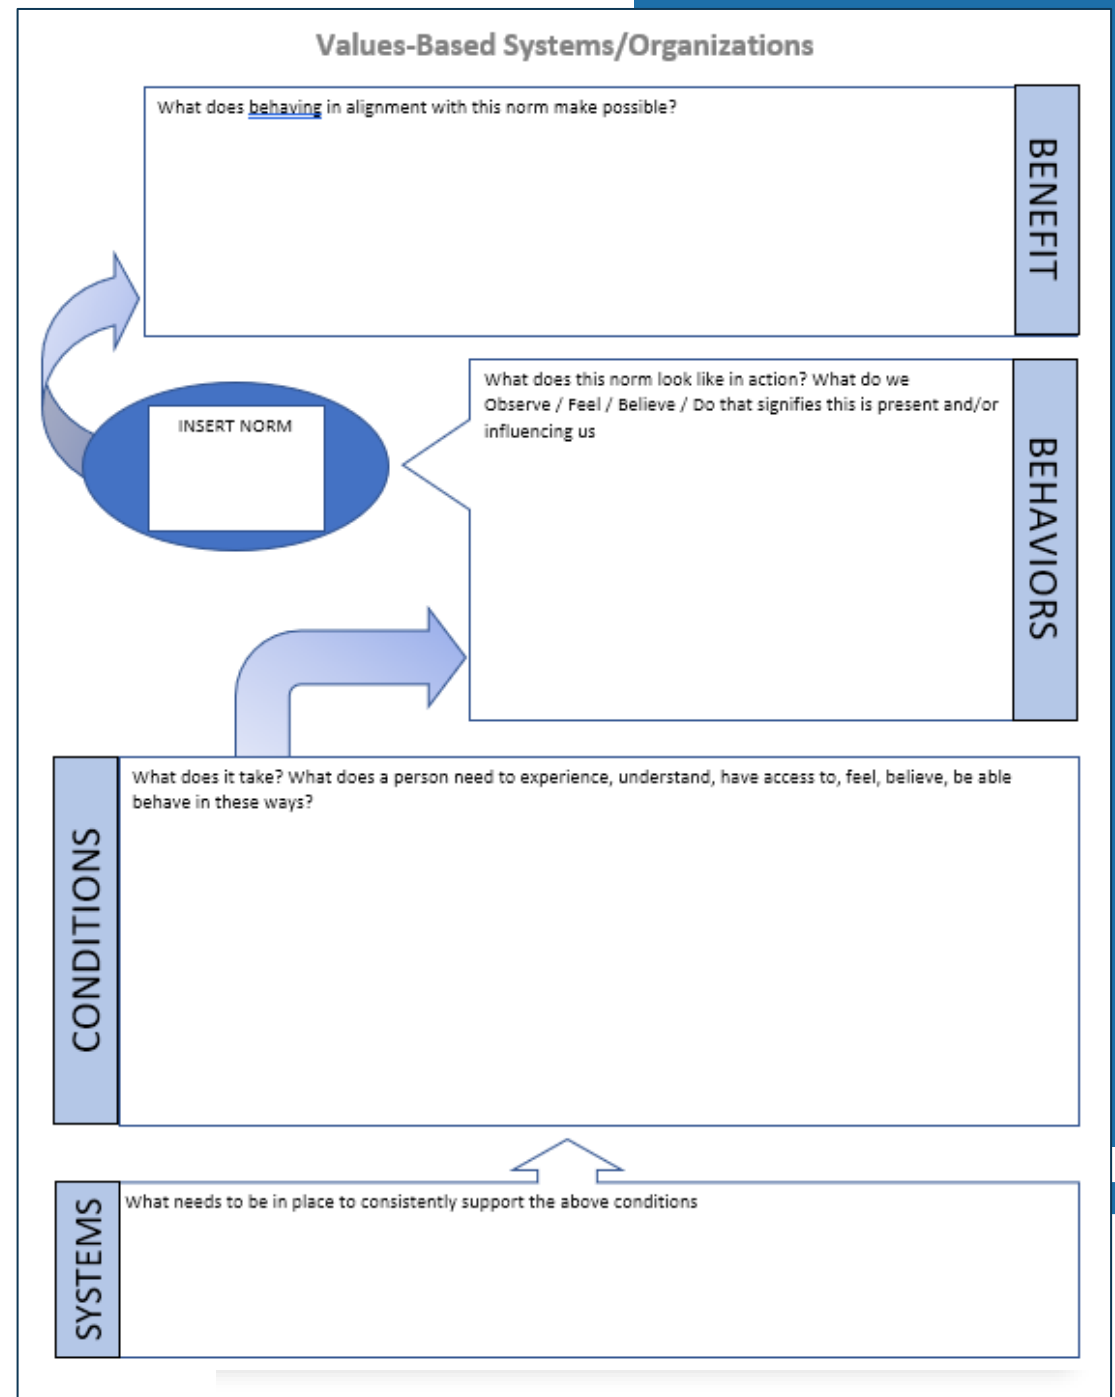 Values-Based Systems/Organizations
What does behaving in alignment with this norm make possible?
BENEFIT
INSERT NORM
What does this norm look like in action? What do we
Observe / Feel / Believe / Do that signifies this is present and/or
influencing us
BEHAVIORS
CONDITIONS
What does it take? What does a person need to experience, understand, have access to, feel, believe, be able
behave in these ways?
SYSTEMS
What needs to be in place to consistently support the above conditions